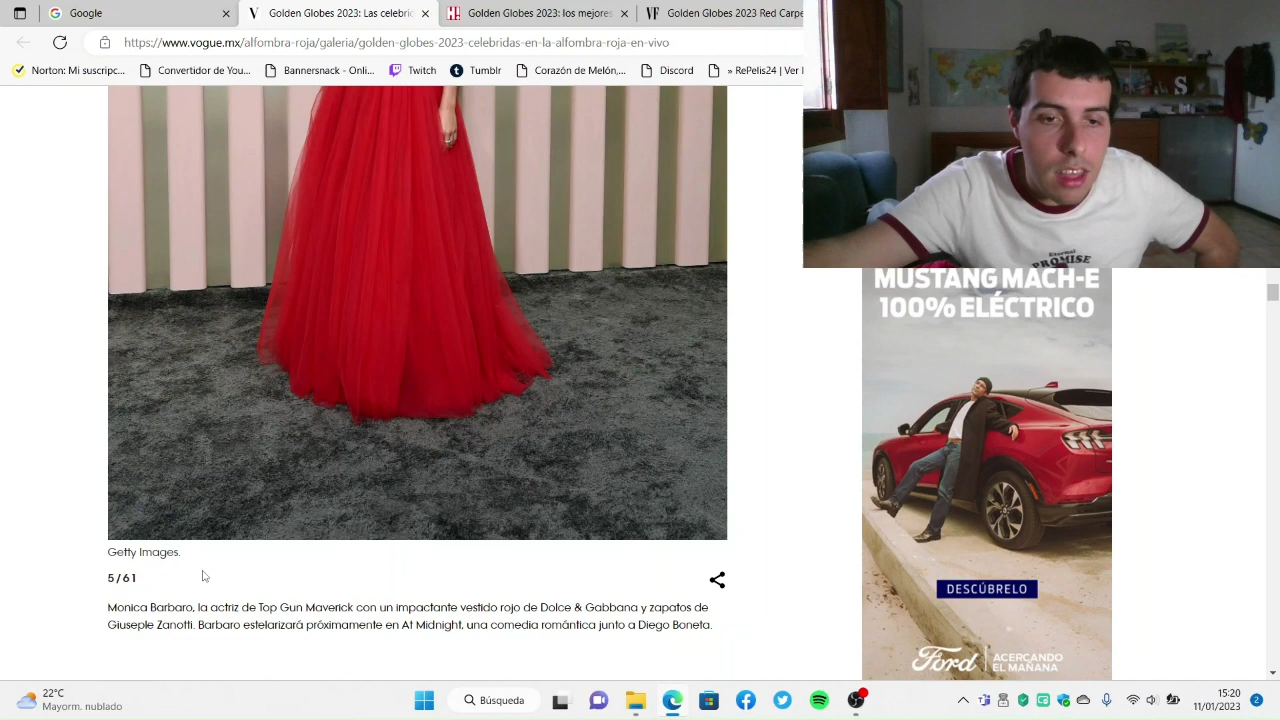 Google
Golden Globes 2023: Las celebri
Golden Globes 2023: los mejores
Golden Globes 2023 Red Carpe
https://www.vogue.mx/alfombra-roja/galeria/golden-globes-2023-celebridades-en-la-alfombra-roja-en-vivo
Norton: Mi suscripc...
Convertidor de You...
Bannersnack - Onli...
Twitch
Tumblr
Corazón de Melón,...
Discord
» RePelis24 | Ver
Eternal
PROMISE
S
MUSTANG MACH-E
100% ELÉCTRICO
DESCÚBRELO
Ford
ACERCANDO
EL MAÑANA
Getty Images.
5/61
Monica Barbaro, la actriz de Top Gun Maverick con un impactante vestido rojo de Dolce & Gabbana y zapatos de
Giuseple Zanotti. Barbaro estelarizará próximamente en At Midnight, una comedia romántica junto a Diego Boneta.
22°C
Mayorm. nublado
Búsqueda
15:20
11/01/2023
2